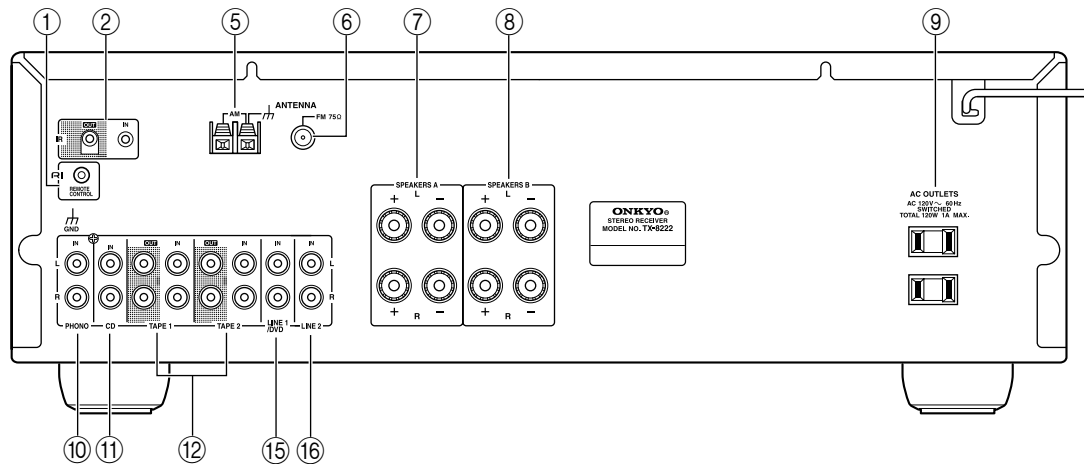 ① ② ⑤ ⑥ ⑦ ⑧ ⑨
ANTENNA
AM
FM 75Ω
OUT IN
IR
RI
REMOTE
CONTROL
GND
SPEAKERS A
+ L −
+ R −
SPEAKERS B
+ L −
+ R −
ONKYO®
STEREO RECEIVER
MODEL NO. TX-8222
AC OUTLETS
AC 120V ~ 60Hz
SWITCHED
TOTAL 120W 1A MAX.
IN IN OUT IN OUT IN IN IN
L L
R R
PHONO CD TAPE 1 TAPE 2 LINE 1 /DVD LINE 2
⑩ ⑪ ⑫ ⑮ ⑯